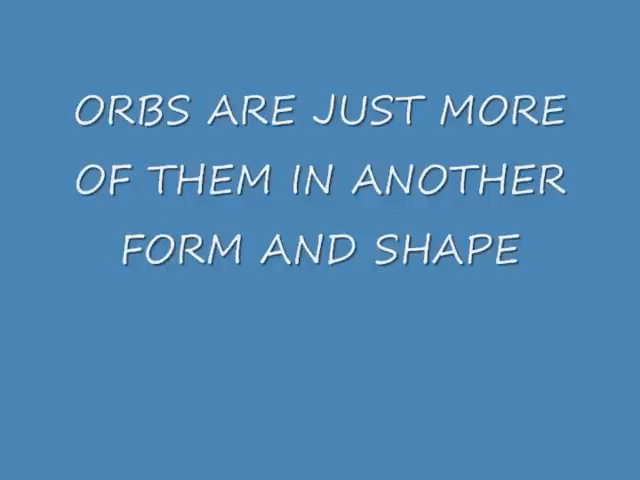 ORBS ARE JUST MORE
OF THEM IN ANOTHER
FORM AND SHAPE